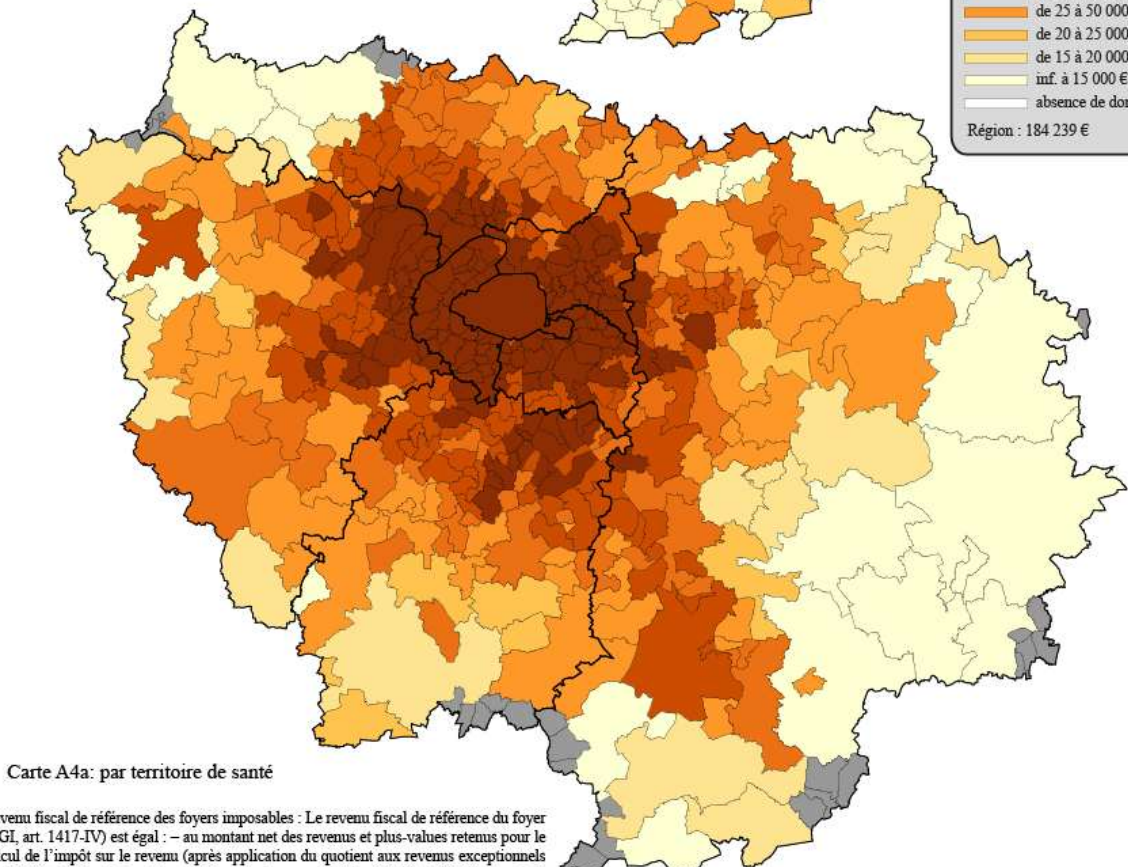 de 25 à 50 000
de 20 à 25 000
de 15 à 20 000
inf. à 15 000 €
absence de don
Région : 184 239 €
Carte A4a: par territoire de santé
venu fiscal de référence des foyers imposables : Le revenu fiscal de référence du foyer
GI, art. 1417-IV) est égal : – au montant net des revenus et plus-values retenus pour le
cul de l’impôt sur le revenu (après application du quotient aux revenus exceptionnels